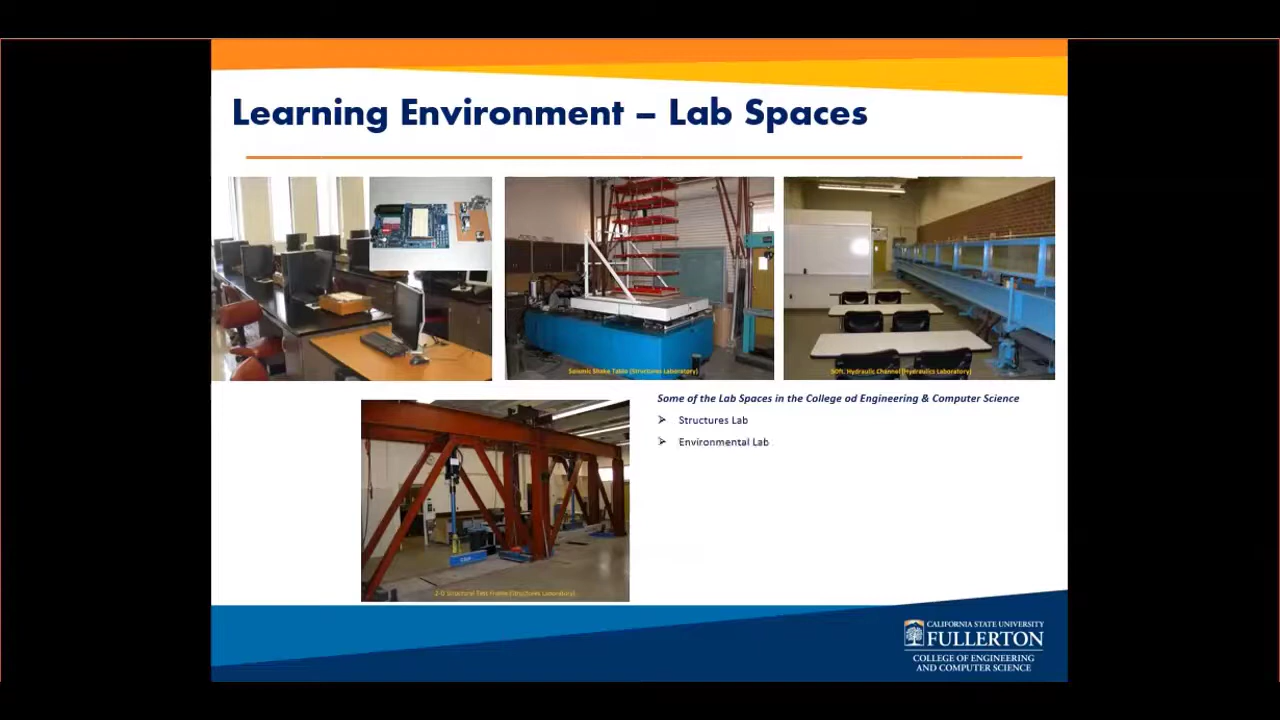 Learning Environment – Lab Spaces
Seismic Shake Table (Structures Laboratory)
50ft. Hydraulic Channel (Hydraulics Laboratory)
Some of the Lab Spaces in the College od Engineering & Computer Science
➢ Structures Lab
➢ Environmental Lab
2-D Structural Test Frame (Structures Laboratory)
CALIFORNIA STATE UNIVERSITY
FULLERTON
COLLEGE OF ENGINEERING
AND COMPUTER SCIENCE